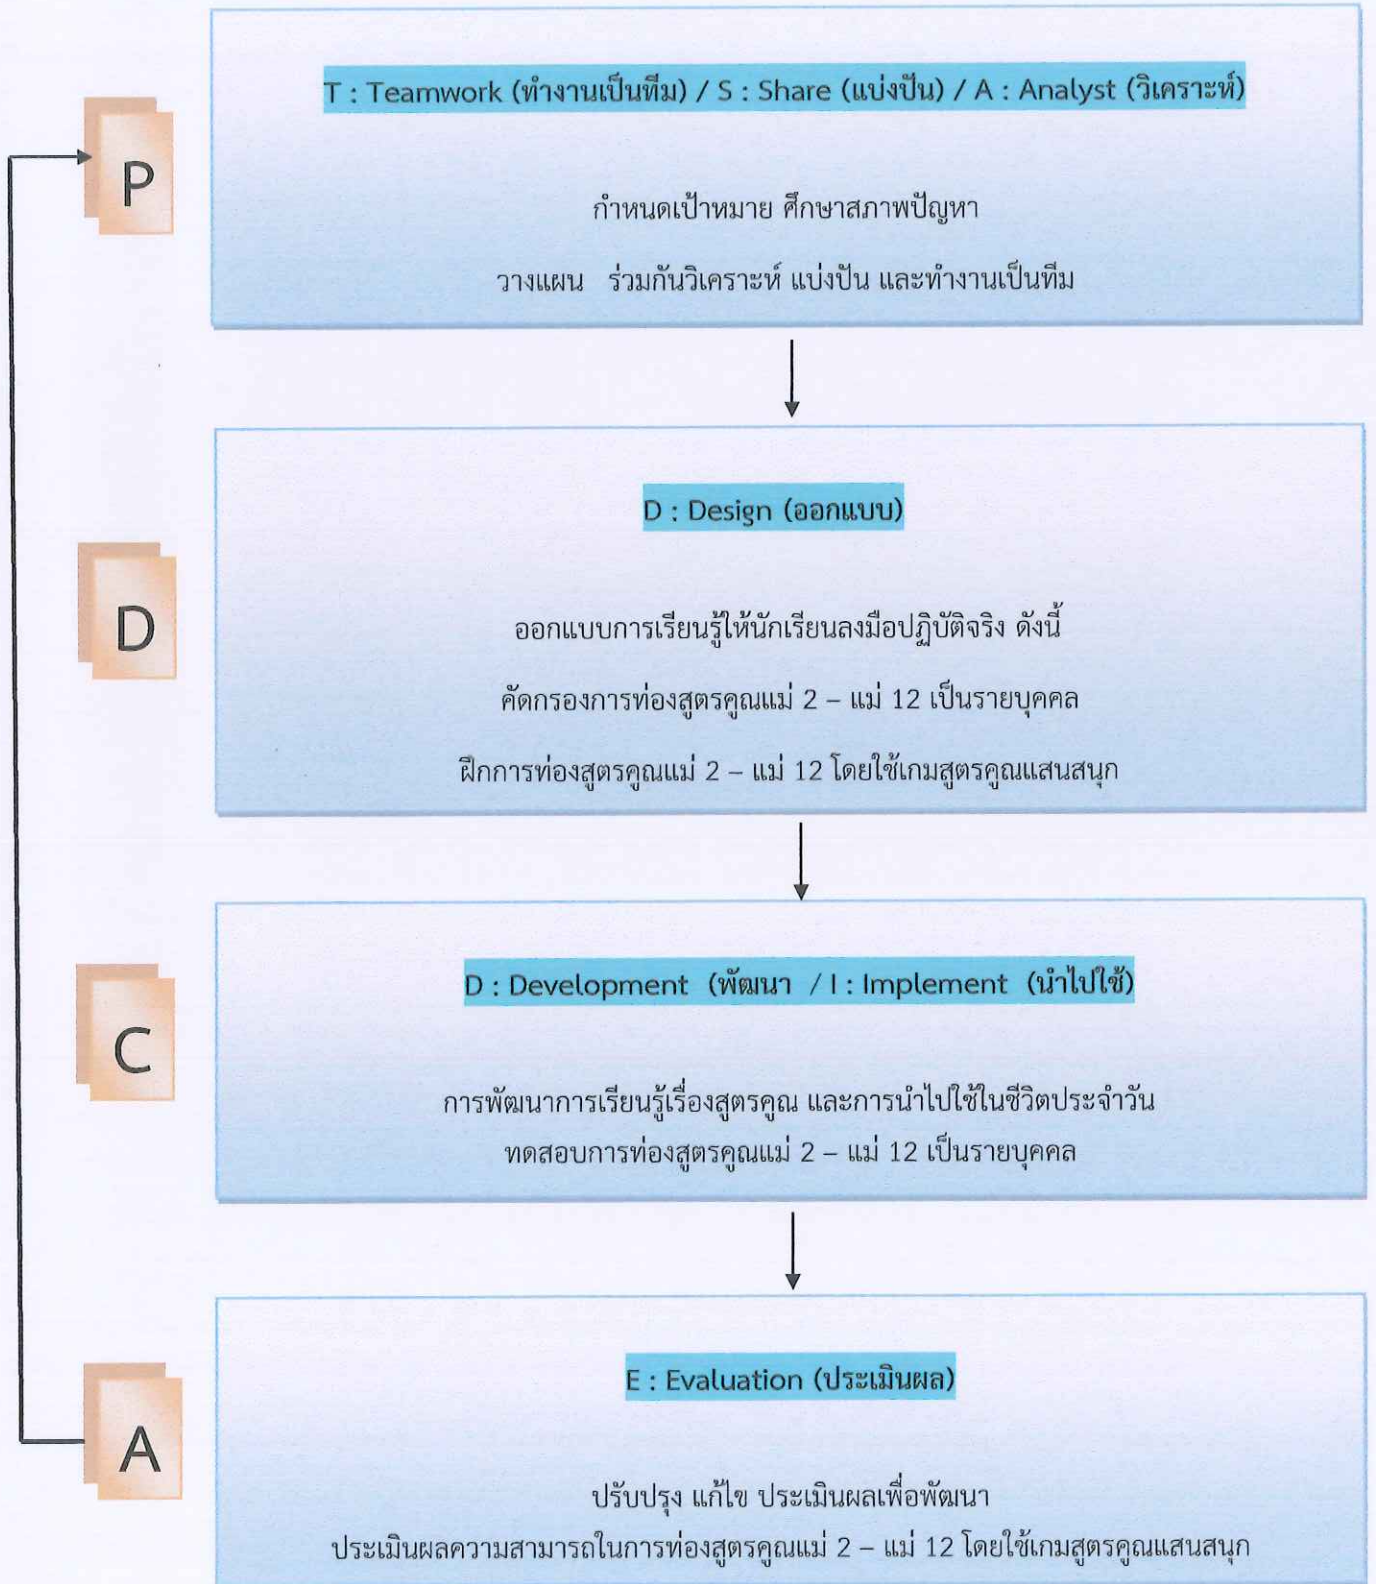 T : Teamwork (ทำงานเป็นทีม) / S : Share (แบ่งปัน) / A : Analyst (วิเคราะห์)
P
กำหนดเป้าหมาย ศึกษาสภาพปัญหา
วางแผน ร่วมกันวิเคราะห์ แบ่งปัน และทำงานเป็นทีม
D : Design (ออกแบบ)
D
ออกแบบการเรียนรู้ให้นักเรียนลงมือปฏิบัติจริง ดังนี้
คัดกรองการท่องสูตรคูณแม่ 2 – แม่ 12 เป็นรายบุคคล
ฝึกการท่องสูตรคูณแม่ 2 – แม่ 12 โดยใช้เกมสูตรคูณแสนสนุก
D : Development (พัฒนา / I : Implement (นำไปใช้)
C
การพัฒนาการเรียนรู้เรื่องสูตรคูณ และการนำไปใช้ในชีวิตประจำวัน
ทดสอบการท่องสูตรคูณแม่ 2 – แม่ 12 เป็นรายบุคคล
E : Evaluation (ประเมินผล)
A
ปรับปรุง แก้ไข ประเมินผลเพื่อพัฒนา
ประเมินผลความสามารถในการท่องสูตรคูณแม่ 2 – แม่ 12 โดยใช้เกมสูตรคูณแสนสนุก